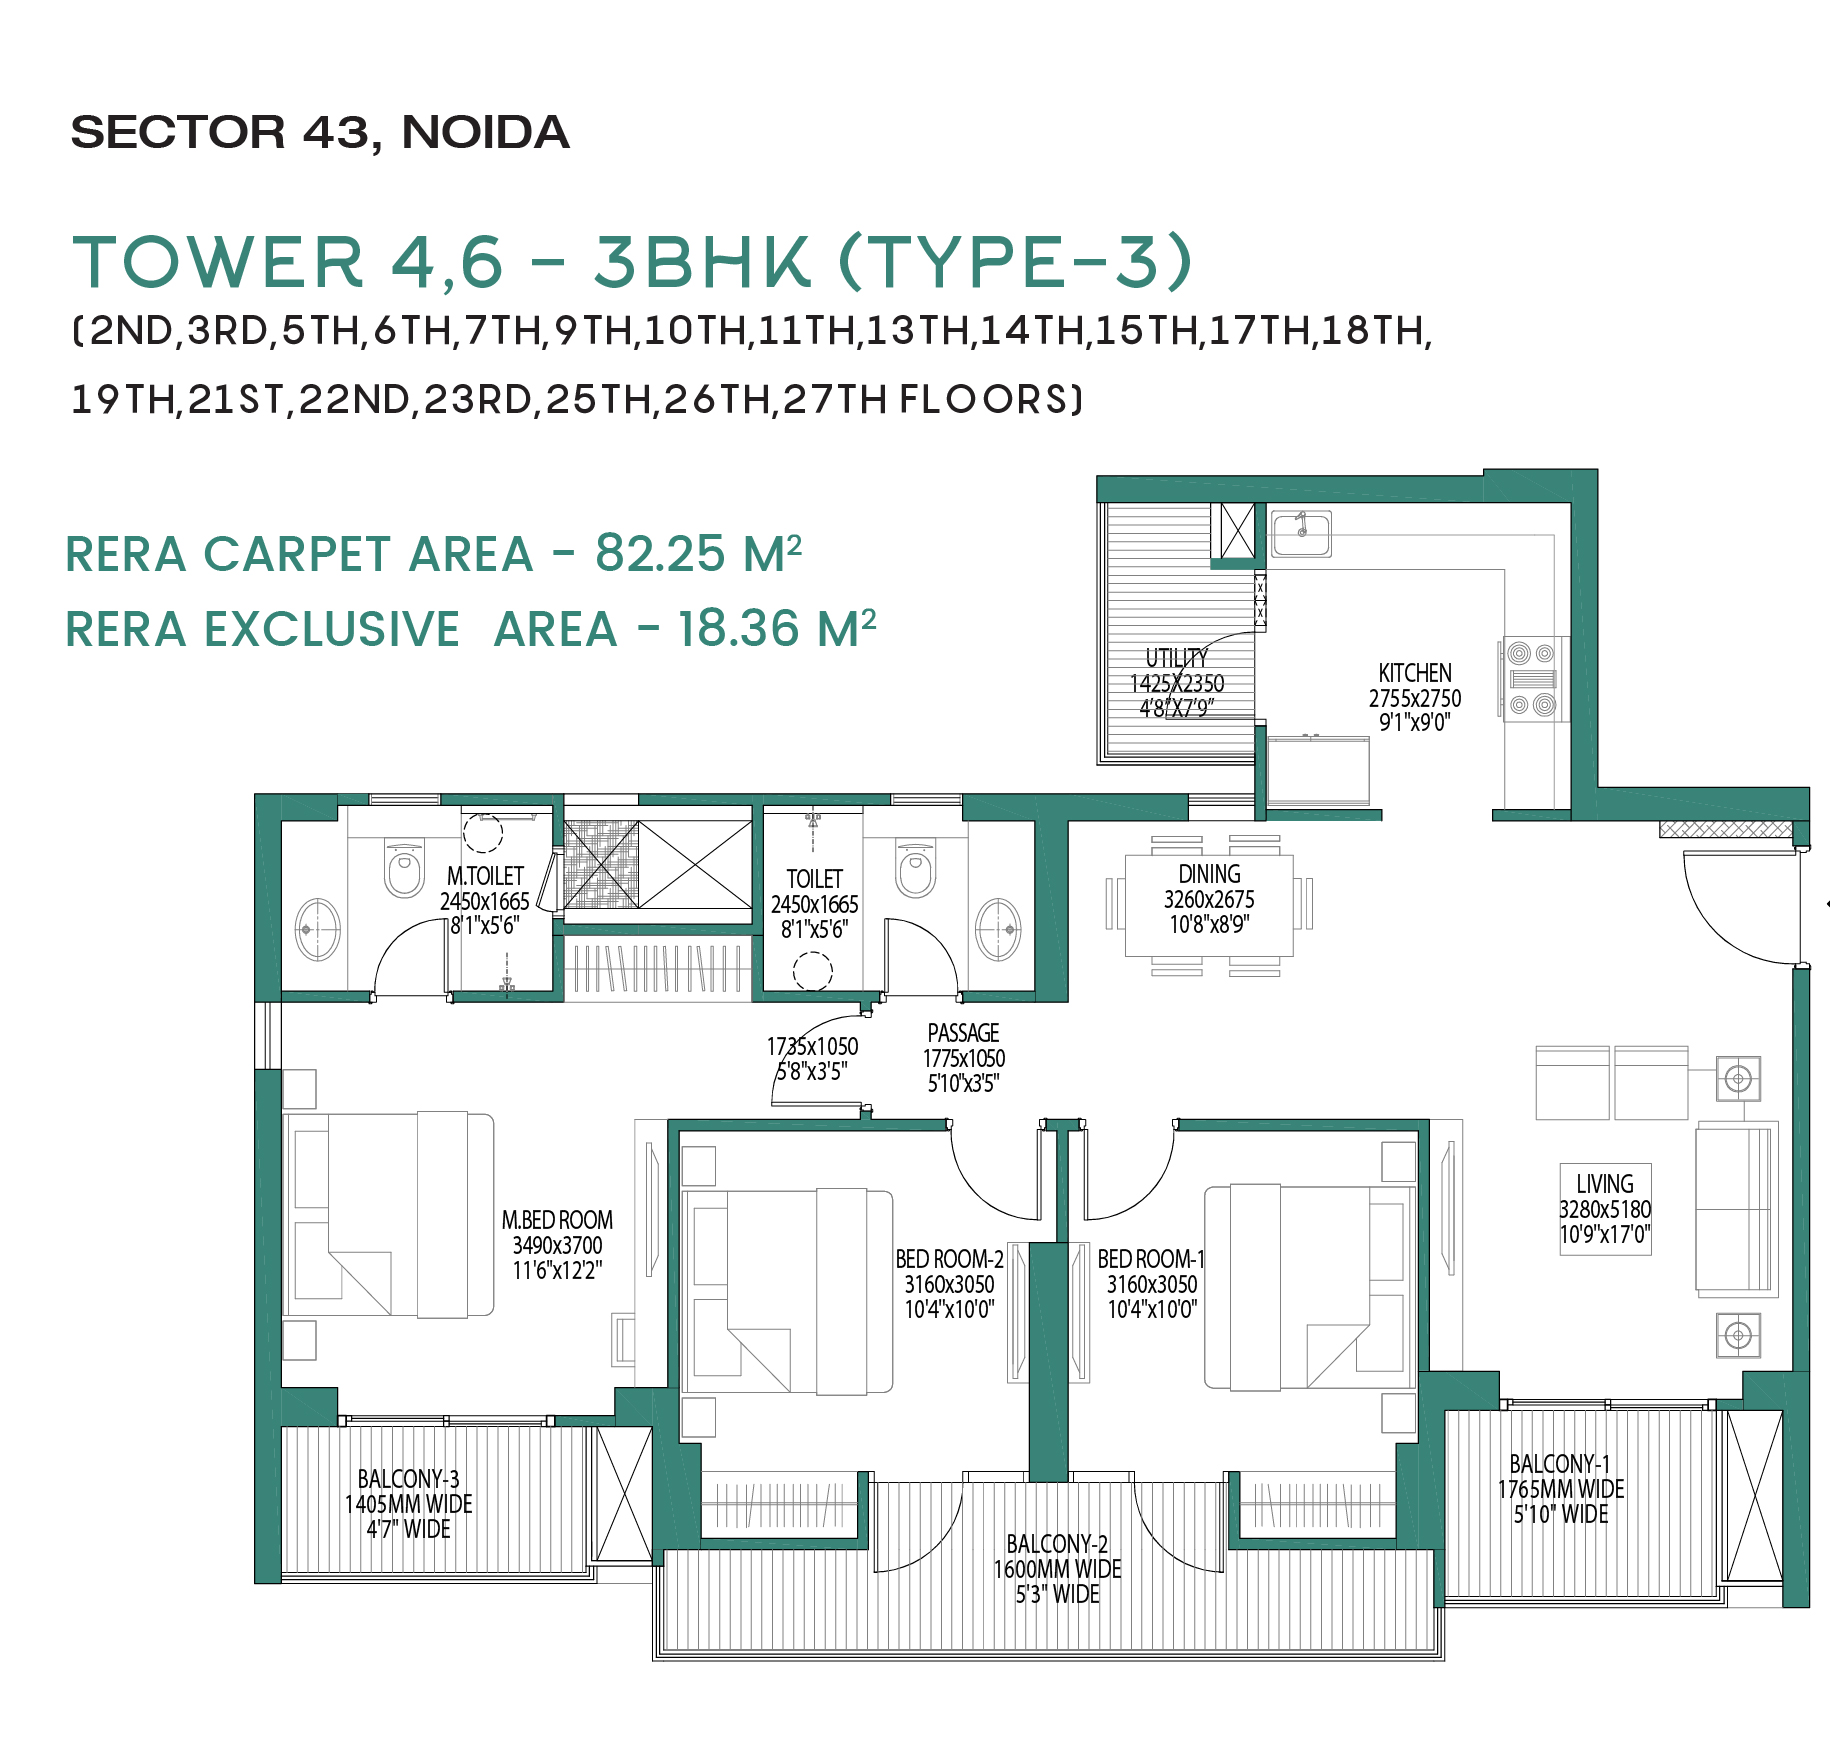 SECTOR 43, NOIDA
TOWER 4,6 - 3BHK (TYPE-3)
(2ND,3RD,5TH,6TH,7TH,9TH,10TH,11TH,13TH,14TH,15TH,17TH,18TH,
19TH,21ST,22ND,23RD,25TH,26TH,27TH FLOORS)
RERA CARPET AREA - 82.25 M²
RERA EXCLUSIVE AREA - 18.36 M²
UTILITY
1425X2350
4'8"X7'9"
KITCHEN
2755x2750
9'1"x9'0"
M.TOILET
2450x1665
8'1"x5'6"
TOILET
2450x1665
8'1"x5'6"
DINING
3260x2675
10'8"x8'9"
1735x1050
5'8"x3'5"
PASSAGE
1775x1050
5'10"x3'5"
M.BED ROOM
3490x3700
11'6"x12'2"
BED ROOM-2
3160x3050
10'4"x10'0"
BED ROOM-1
3160x3050
10'4"x10'0"
LIVING
3280x5180
10'9"x17'0"
BALCONY-3
1405MM WIDE
4'7" WIDE
BALCONY-2
1600MM WIDE
5'3" WIDE
BALCONY-1
1765MM WIDE
5'10" WIDE